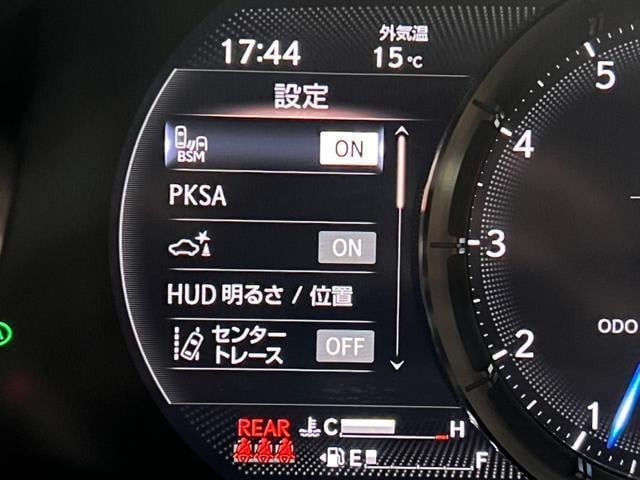 外気温
17:44 15℃
設定
BSM ON
PKSA
ON
HUD 明るさ / 位置
センター
トレース OFF
REAR C H
E F
5
4
3
2
1
ODO